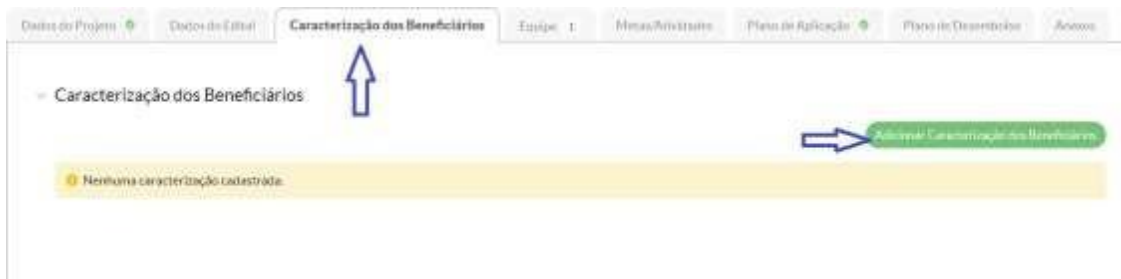 Dados do Projeto Dados do Edital Caracterização dos Beneficiários Equipe 1 Metas/Atividades Plano de Aplicação Plano de Desembolso Anexos
Caracterização dos Beneficiários
Adicionar Caracterização dos Beneficiários
Nenhuma caracterização cadastrada.